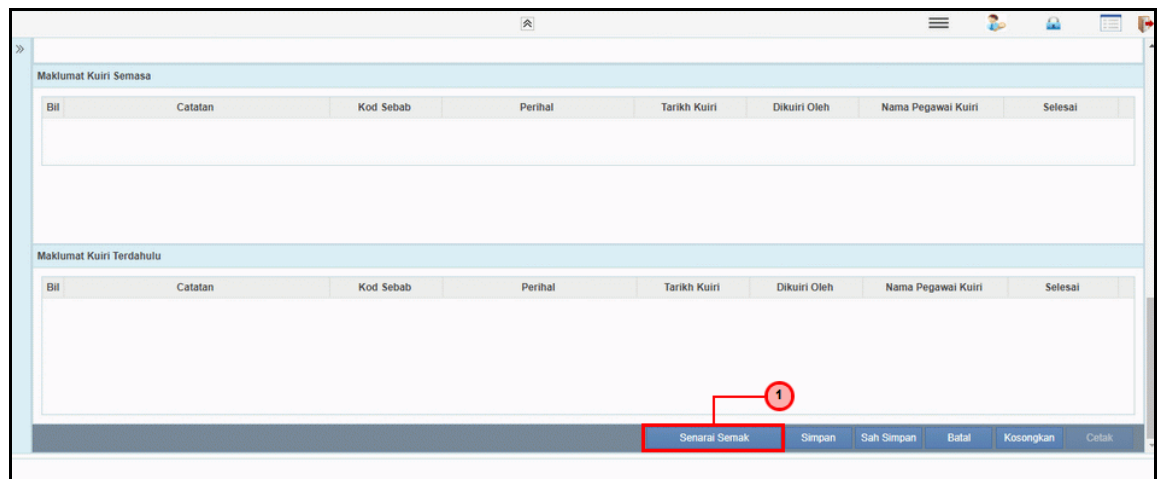 Maklumat Kuiri Semasa
Bil Catatan Kod Sebab Perihal Tarikh Kuiri Dikuiri Oleh Nama Pegawai Kuiri Selesai
Maklumat Kuiri Terdahulu
Bil Catatan Kod Sebab Perihal Tarikh Kuiri Dikuiri Oleh Nama Pegawai Kuiri Selesai
1
Senarai Semak Simpan Sah Simpan Batal Kosongkan Cetak